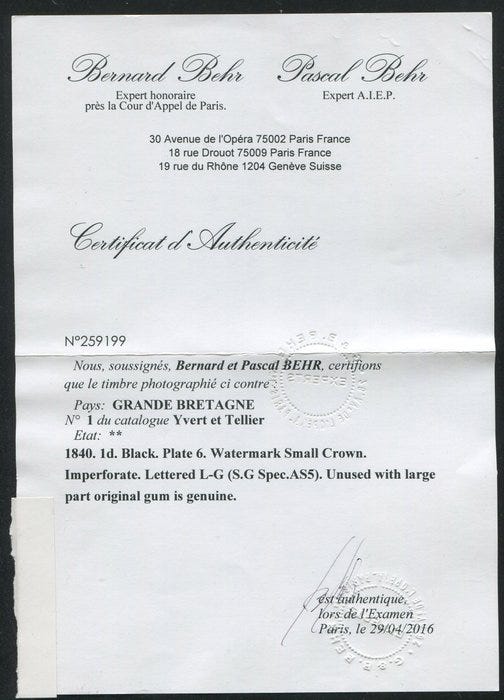 Bernard Behr Pascal Behr
Expert honoraire Expert A.I.E.P.
près la Cour d'Appel de Paris.
30 Avenue de l'Opéra 75002 Paris France
18 rue Drouot 75009 Paris France
19 rue du Rhône 1204 Genève Suisse
Certificat d'Authenticité
N°259199
Nous, soussignés, Bernard et Pascal BEHR, certifions
que le timbre photographié ci contre :
Pays: GRANDE BRETAGNE
N° 1 du catalogue Yvert et Tellier
Etat: **
1840. 1d. Black. Plate 6. Watermark Small Crown.
Imperforate. Lettered L-G (S.G Spec.AS5). Unused with large
part original gum is genuine.
est authentique,
lors de l'Examen
Paris, le 29/04/2016